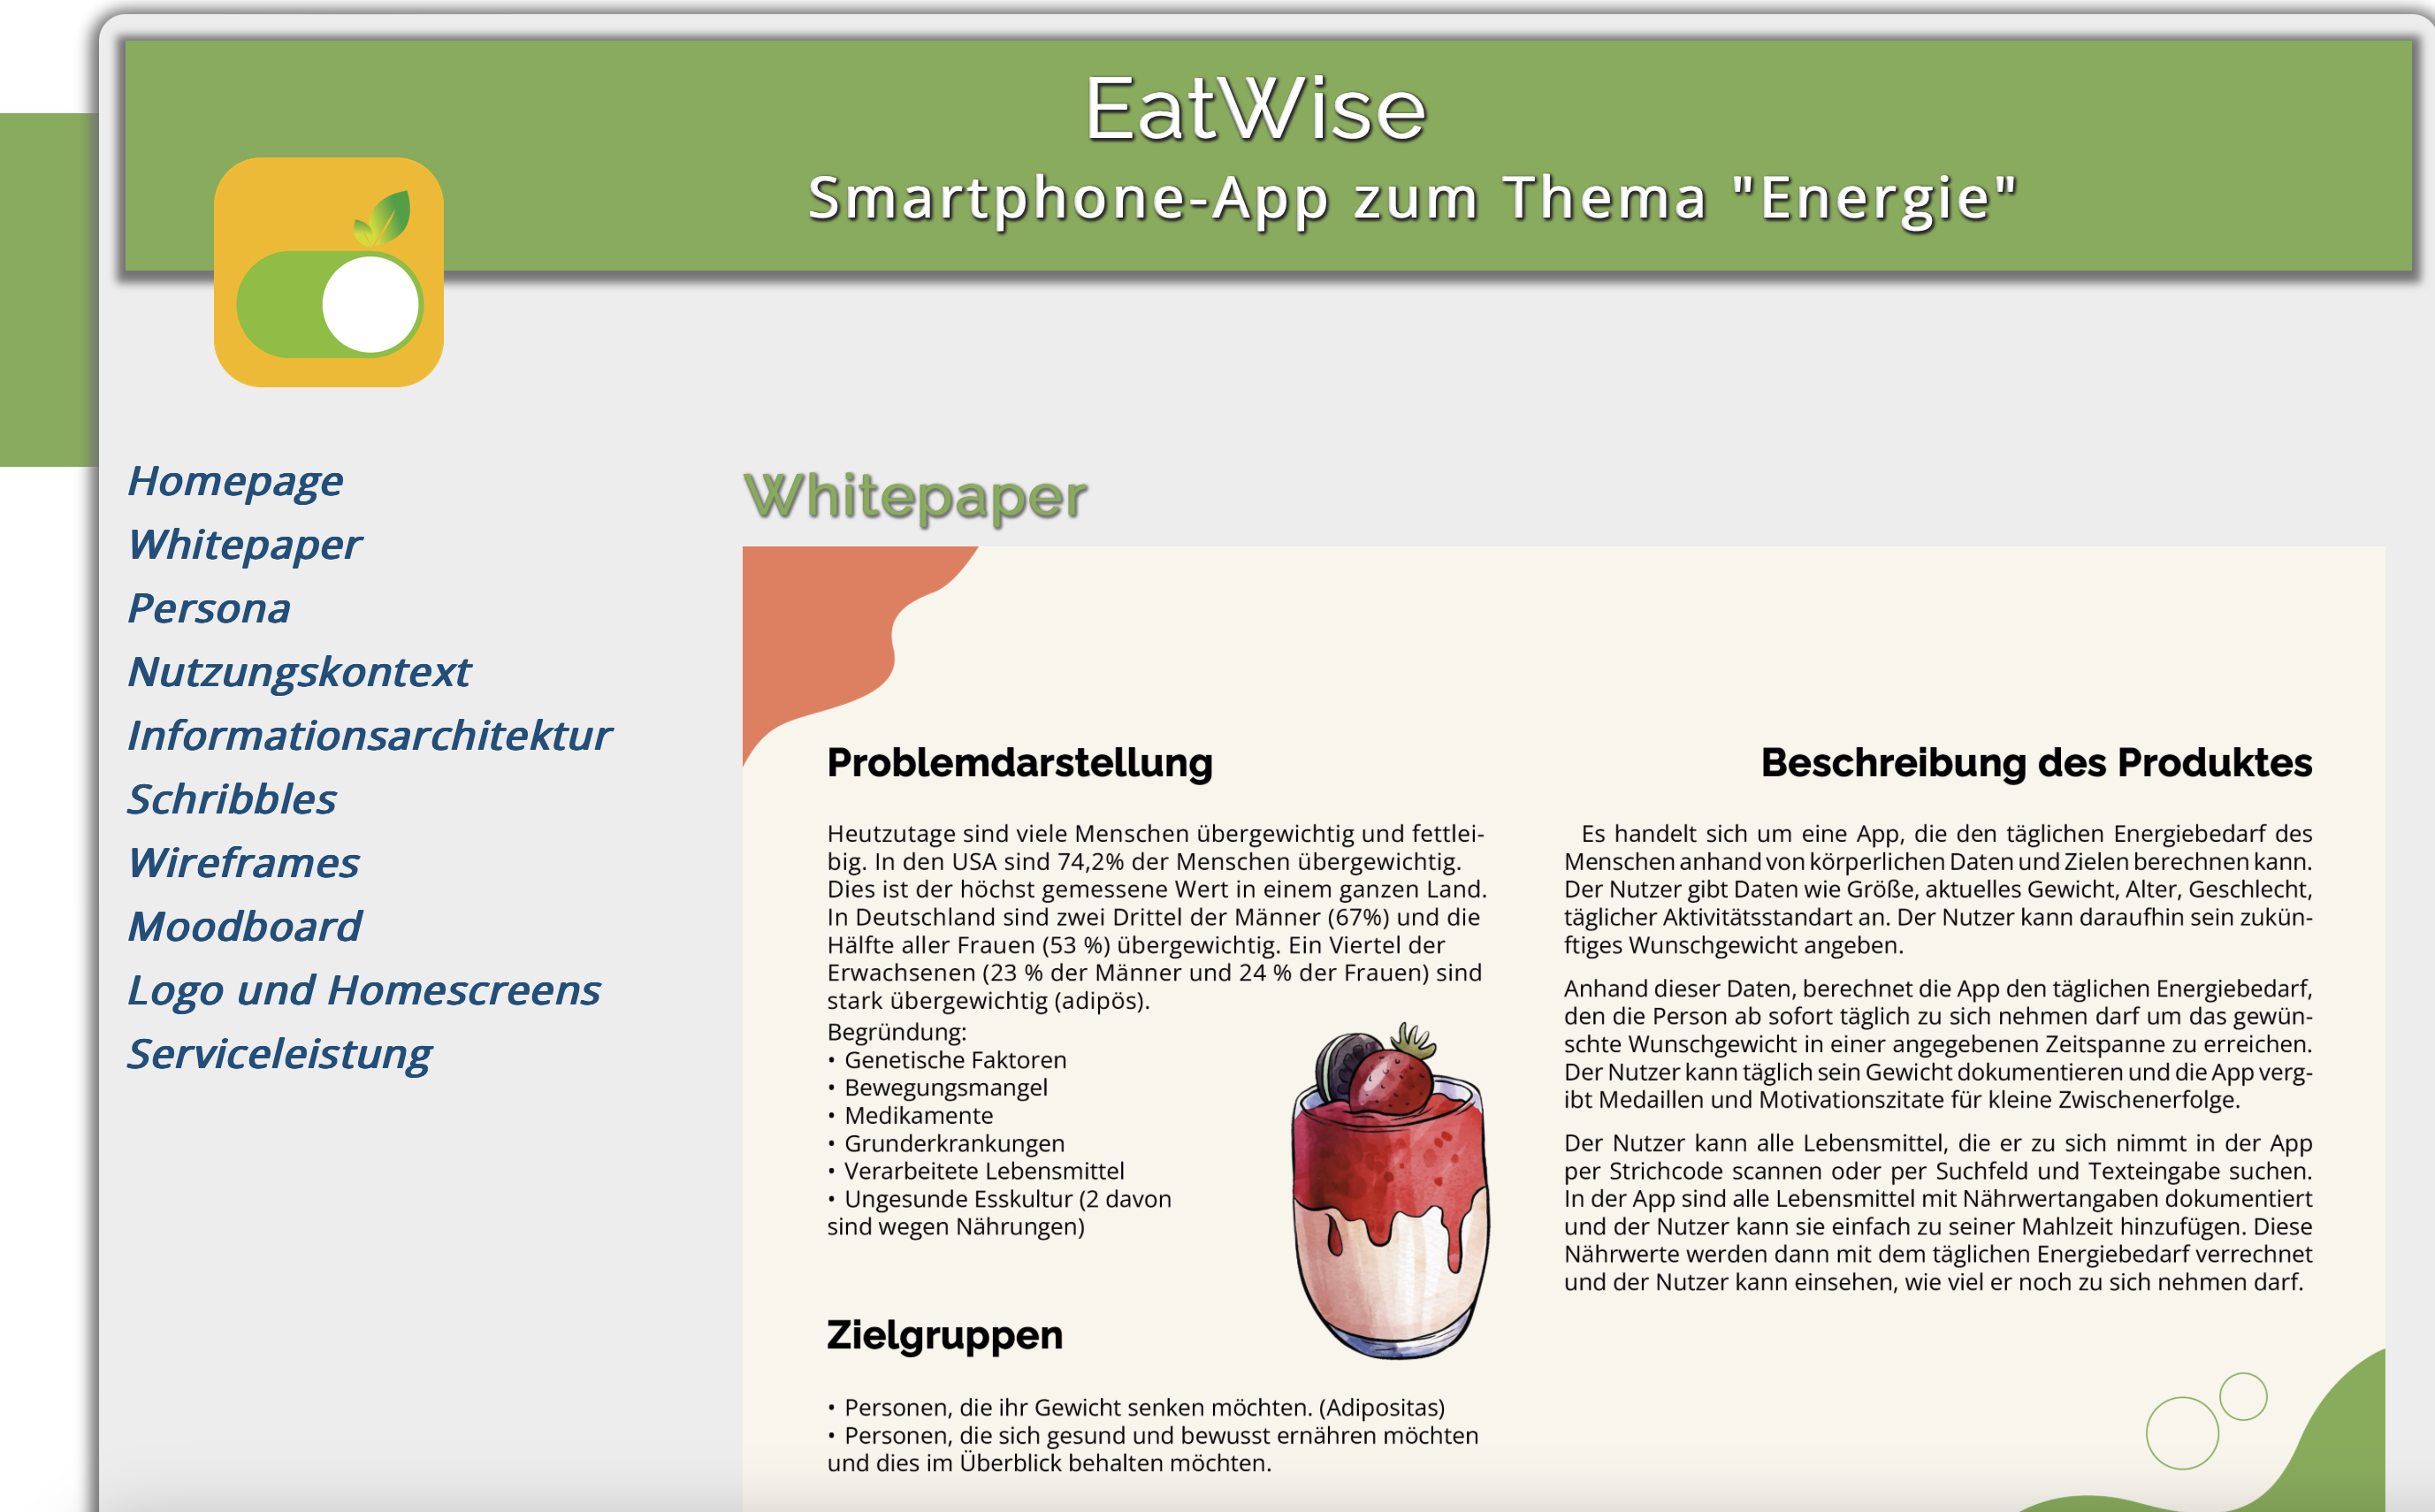 EatWise
Smartphone-App zum Thema "Energie"
Homepage
Whitepaper
Persona
Nutzungskontext
Informationsarchitektur
Schribbles
Wireframes
Moodboard
Logo und Homescreens
Serviceleistung
Whitepaper
Problemdarstellung
Heutzutage sind viele Menschen übergewichtig und fettlei-
big. In den USA sind 74,2% der Menschen übergewichtig.
Dies ist der höchst gemessene Wert in einem ganzen Land.
In Deutschland sind zwei Drittel der Männer (67%) und die
Hälfte aller Frauen (53 %) übergewichtig. Ein Viertel der
Erwachsenen (23 % der Männer und 24 % der Frauen) sind
stark übergewichtig (adipös).
Begründung:
• Genetische Faktoren
• Bewegungsmangel
• Medikamente
• Grunderkrankungen
• Verarbeitete Lebensmittel
• Ungesunde Esskultur (2 davon
sind wegen Nährungen)
Zielgruppen
• Personen, die ihr Gewicht senken möchten. (Adipositas)
• Personen, die sich gesund und bewusst ernähren möchten
und dies im Überblick behalten möchten.
Beschreibung des Produktes
Es handelt sich um eine App, die den täglichen Energiebedarf des
Menschen anhand von körperlichen Daten und Zielen berechnen kann.
Der Nutzer gibt Daten wie Größe, aktuelles Gewicht, Alter, Geschlecht,
täglicher Aktivitätsstandart an. Der Nutzer kann daraufhin sein zukün-
ftiges Wunschgewicht angeben.
Anhand dieser Daten, berechnet die App den täglichen Energiebedarf,
den die Person ab sofort täglich zu sich nehmen darf um das gewün-
schte Wunschgewicht in einer angegebenen Zeitspanne zu erreichen.
Der Nutzer kann täglich sein Gewicht dokumentieren und die App verg-
ibt Medaillen und Motivationszitate für kleine Zwischenerfolge.
Der Nutzer kann alle Lebensmittel, die er zu sich nimmt in der App
per Strichcode scannen oder per Suchfeld und Texteingabe suchen.
In der App sind alle Lebensmittel mit Nährwertangaben dokumentiert
und der Nutzer kann sie einfach zu seiner Mahlzeit hinzufügen. Diese
Nährwerte werden dann mit dem täglichen Energiebedarf verrechnet
und der Nutzer kann einsehen, wie viel er noch zu sich nehmen darf.